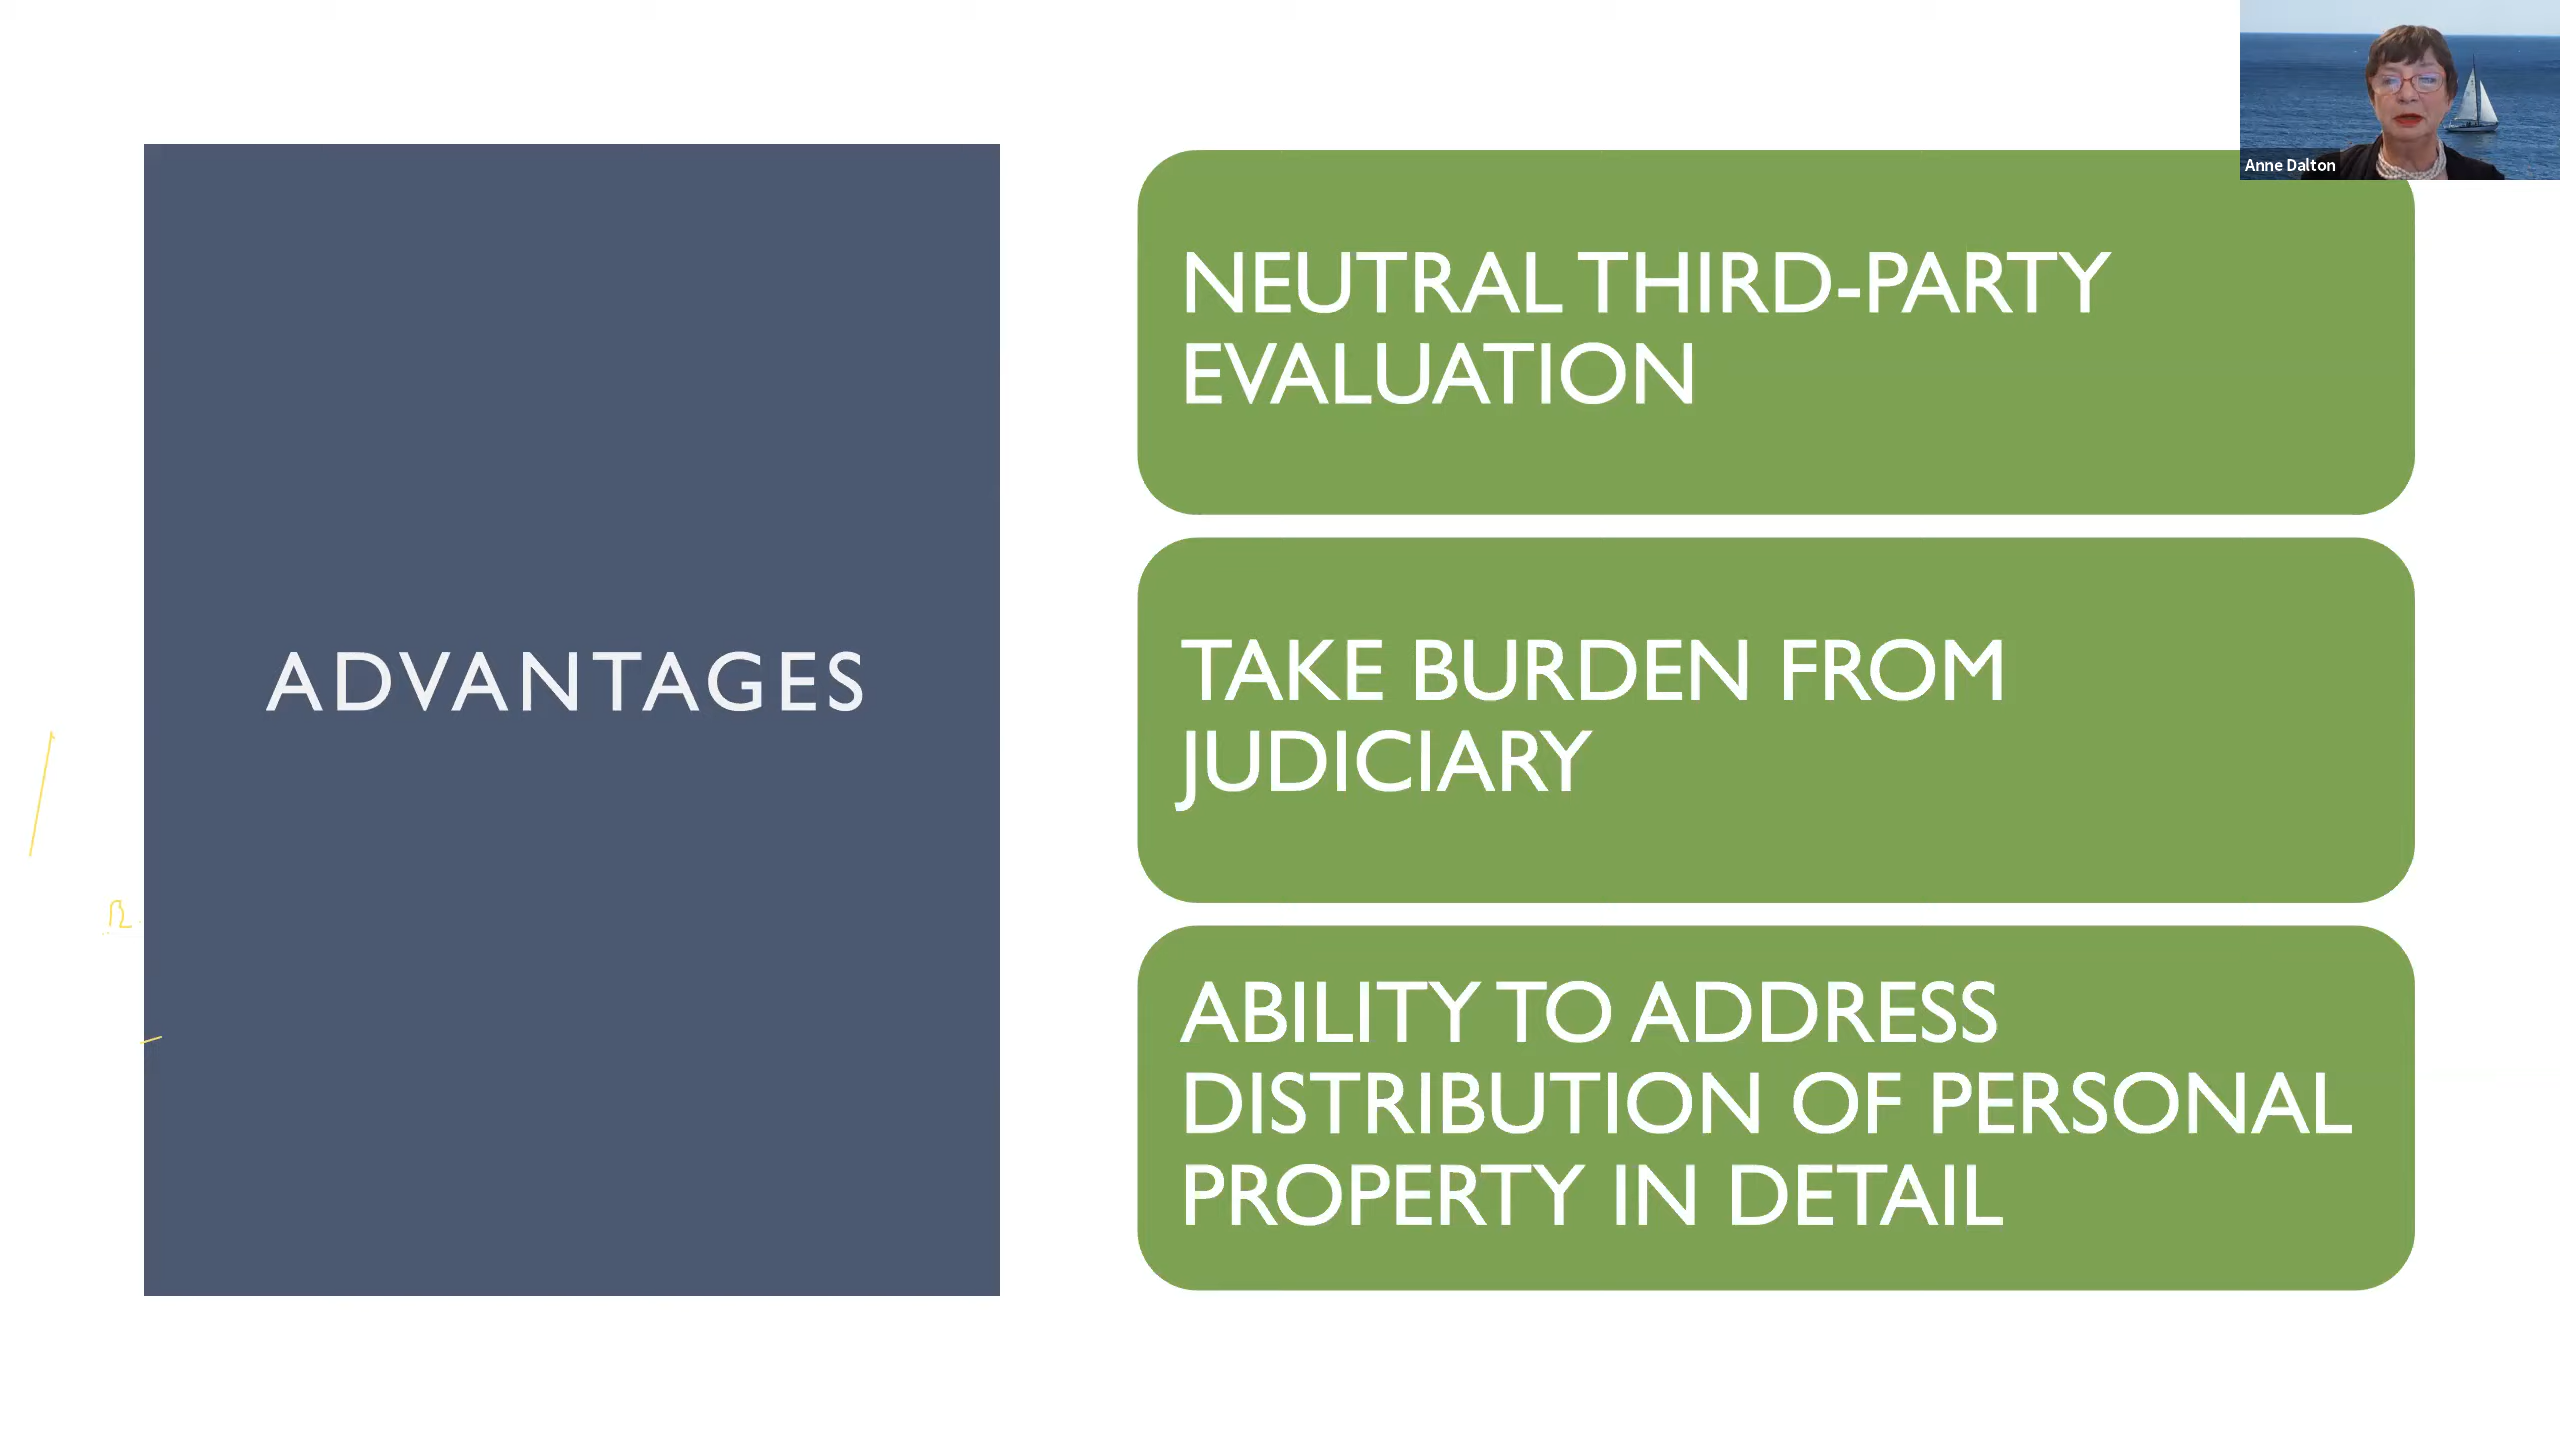 Anne Dalton
ADVANTAGES
NEUTRAL THIRD-PARTY
EVALUATION
TAKE BURDEN FROM
JUDICIARY
ABILITY TO ADDRESS
DISTRIBUTION OF PERSONAL
PROPERTY IN DETAIL